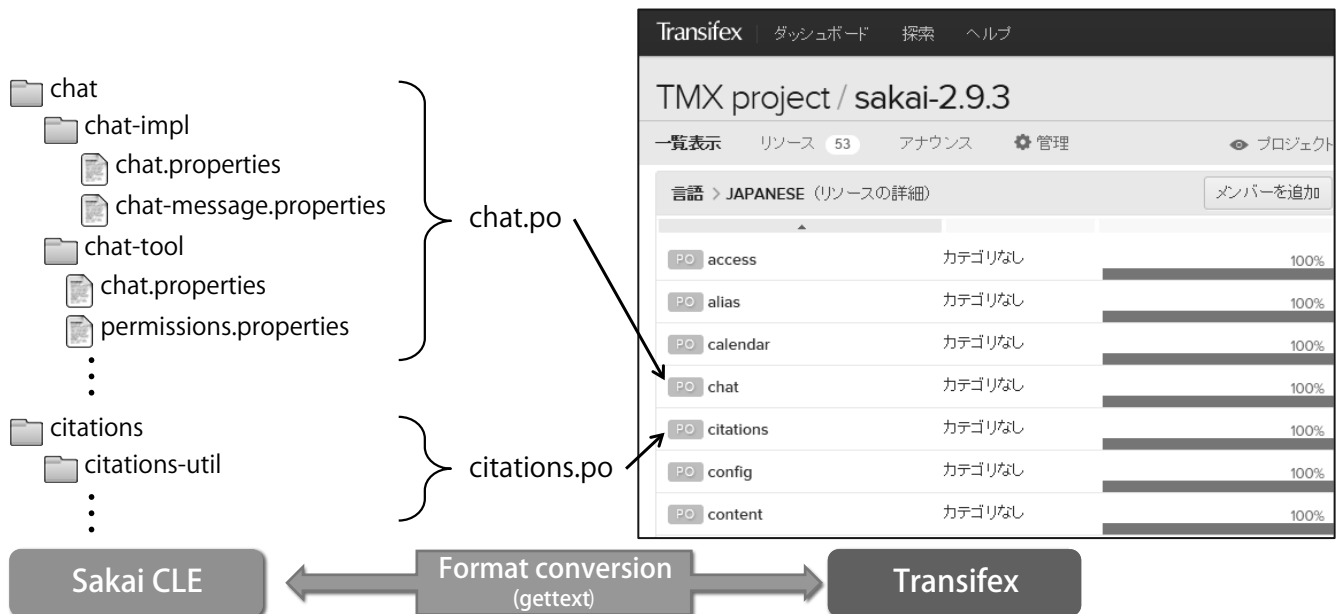 chat
chat-impl
chat.properties
chat-message.properties
chat-tool
chat.properties
permissions.properties
chat.po
citations
citations-util
citations.po
Transifex ダッシュボード 探索 ヘルプ
TMX project / sakai-2.9.3
一覧表示 リソース 53 アナウンス 管理 プロジェクト
言語 > JAPANESE (リソースの詳細) メンバーを追加
PO access カテゴリなし 100%
PO alias カテゴリなし 100%
PO calendar カテゴリなし 100%
PO chat カテゴリなし 100%
PO citations カテゴリなし 100%
PO config カテゴリなし 100%
PO content カテゴリなし 100%
Sakai CLE
Format conversion
(gettext)
Transifex